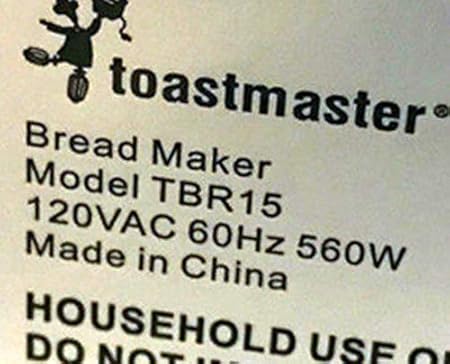 toastmaster®
Bread Maker
Model TBR15
120VAC 60Hz 560W
Made in China
HOUSEHOLD USE
DO NOT